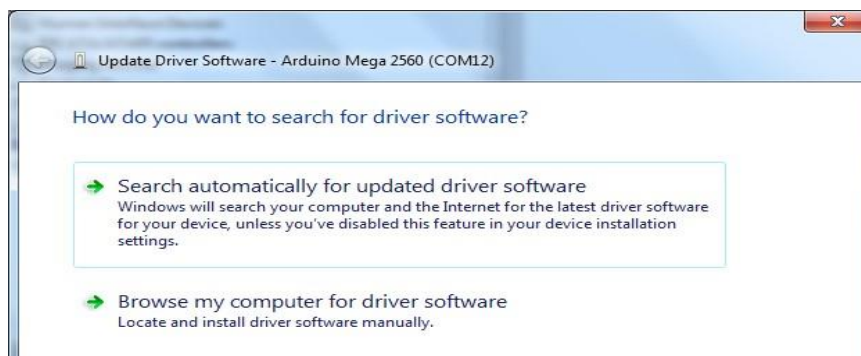 Update Driver Software - Arduino Mega 2560 (COM12)
How do you want to search for driver software?
Search automatically for updated driver software
Windows will search your computer and the Internet for the latest driver software
for your device, unless you've disabled this feature in your device installation
settings.
Browse my computer for driver software
Locate and install driver software manually.